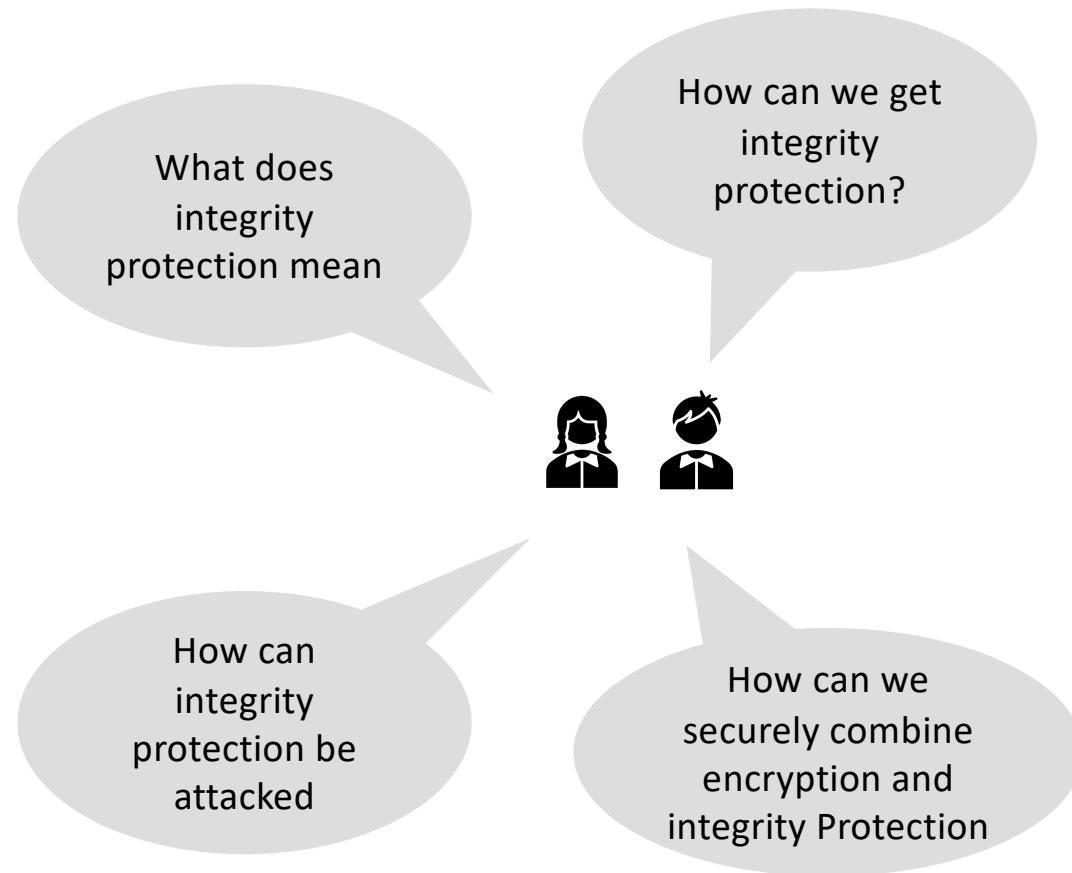 What does
integrity
protection mean
How can we get
integrity
protection?
How can
integrity
protection be
attacked
How can we
securely combine
encryption and
integrity Protection